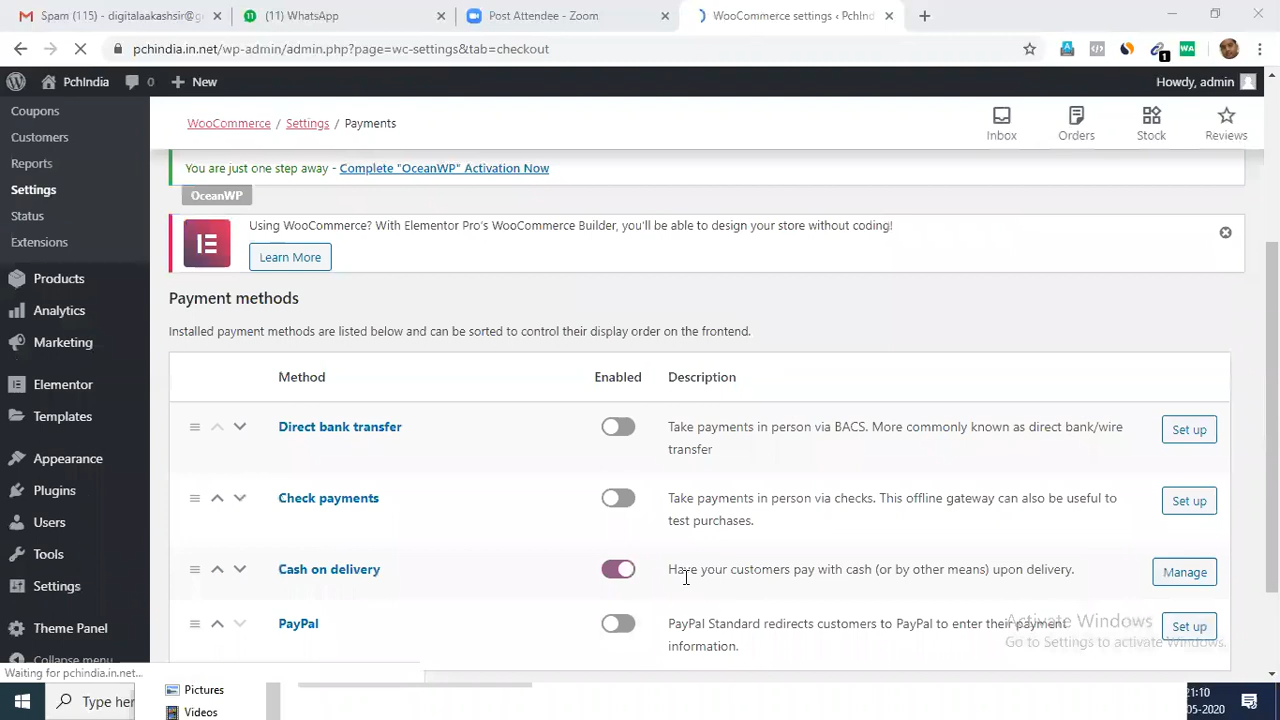 Spam (115) - digitalaakashsir@g
(11) WhatsApp
Post Attendee - Zoom
WooCommerce settings ‹ PchInd
pchindia.in.net/wp-admin/admin.php?page=wc-settings&tab=checkout
1
PchIndia
0
New
Howdy, admin
Coupons
Customers
Reports
Settings
Status
Extensions
Products
Analytics
Marketing
Elementor
Templates
Appearance
Plugins
Users
Tools
Settings
Theme Panel
Collapse menu
WooCommerce / Settings / Payments
Inbox
Orders
Stock
Reviews
You are just one step away - Complete "OceanWP" Activation Now
OceanWP
Using WooCommerce? With Elementor Pro's WooCommerce Builder, you'll be able to design your store without coding!
Learn More
Payment methods
Installed payment methods are listed below and can be sorted to control their display order on the frontend.
Method Enabled Description
Direct bank transfer
Take payments in person via BACS. More commonly known as direct bank/wire
transfer
Set up
Check payments
Take payments in person via checks. This offline gateway can also be useful to
test purchases.
Set up
Cash on delivery
Have your customers pay with cash (or by other means) upon delivery.
Manage
PayPal
PayPal Standard redirects customers to PayPal to enter their payment
information.
Set up
Activate Windows
Go to Settings to activate Windows.
Waiting for pchindia.in.net...
Type her
Pictures
Videos
21:10
05-2020